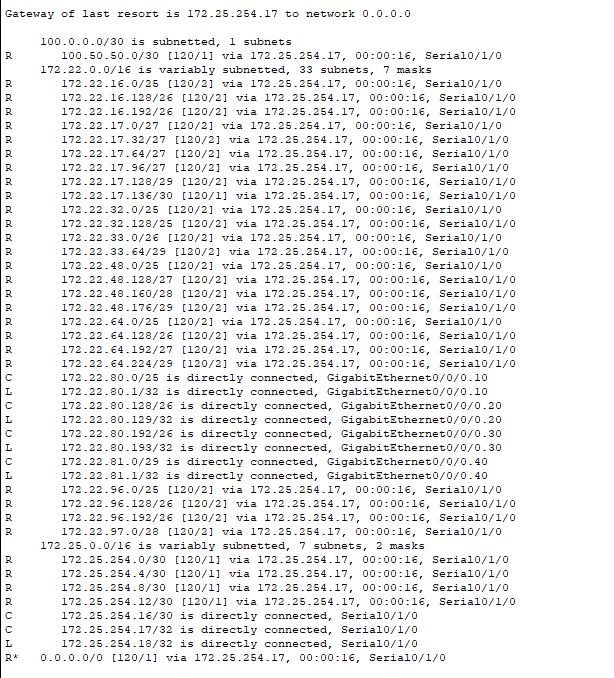 Gateway of last resort is 172.25.254.17 to network 0.0.0.0
100.0.0.0/30 is subnetted, 1 subnets
R 100.50.50.0/30 [120/1] via 172.25.254.17, 00:00:16, Serial0/1/0
172.22.0.0/16 is variably subnetted, 33 subnets, 7 masks
R 172.22.16.0/25 [120/2] via 172.25.254.17, 00:00:16, Serial0/1/0
R 172.22.16.128/26 [120/2] via 172.25.254.17, 00:00:16, Serial0/1/0
R 172.22.16.192/26 [120/2] via 172.25.254.17, 00:00:16, Serial0/1/0
R 172.22.17.0/27 [120/2] via 172.25.254.17, 00:00:16, Serial0/1/0
R 172.22.17.32/27 [120/2] via 172.25.254.17, 00:00:16, Serial0/1/0
R 172.22.17.64/27 [120/2] via 172.25.254.17, 00:00:16, Serial0/1/0
R 172.22.17.96/27 [120/2] via 172.25.254.17, 00:00:16, Serial0/1/0
R 172.22.17.128/29 [120/2] via 172.25.254.17, 00:00:16, Serial0/1/0
R 172.22.17.136/30 [120/1] via 172.25.254.17, 00:00:16, Serial0/1/0
R 172.22.32.0/25 [120/2] via 172.25.254.17, 00:00:16, Serial0/1/0
R 172.22.32.128/25 [120/2] via 172.25.254.17, 00:00:16, Serial0/1/0
R 172.22.33.0/26 [120/2] via 172.25.254.17, 00:00:16, Serial0/1/0
R 172.22.33.64/29 [120/2] via 172.25.254.17, 00:00:16, Serial0/1/0
R 172.22.48.0/25 [120/2] via 172.25.254.17, 00:00:16, Serial0/1/0
R 172.22.48.128/27 [120/2] via 172.25.254.17, 00:00:16, Serial0/1/0
R 172.22.48.160/28 [120/2] via 172.25.254.17, 00:00:16, Serial0/1/0
R 172.22.48.176/29 [120/2] via 172.25.254.17, 00:00:16, Serial0/1/0
R 172.22.64.0/25 [120/2] via 172.25.254.17, 00:00:16, Serial0/1/0
R 172.22.64.128/26 [120/2] via 172.25.254.17, 00:00:16, Serial0/1/0
R 172.22.64.192/27 [120/2] via 172.25.254.17, 00:00:16, Serial0/1/0
R 172.22.64.224/29 [120/2] via 172.25.254.17, 00:00:16, Serial0/1/0
C 172.22.80.0/25 is directly connected, GigabitEthernet0/0/0.10
L 172.22.80.1/32 is directly connected, GigabitEthernet0/0/0.10
C 172.22.80.128/26 is directly connected, GigabitEthernet0/0/0.20
L 172.22.80.129/32 is directly connected, GigabitEthernet0/0/0.20
C 172.22.80.192/26 is directly connected, GigabitEthernet0/0/0.30
L 172.22.80.193/32 is directly connected, GigabitEthernet0/0/0.30
C 172.22.81.0/29 is directly connected, GigabitEthernet0/0/0.40
L 172.22.81.1/32 is directly connected, GigabitEthernet0/0/0.40
R 172.22.96.0/25 [120/2] via 172.25.254.17, 00:00:16, Serial0/1/0
R 172.22.96.128/26 [120/2] via 172.25.254.17, 00:00:16, Serial0/1/0
R 172.22.96.192/26 [120/2] via 172.25.254.17, 00:00:16, Serial0/1/0
R 172.22.97.0/28 [120/2] via 172.25.254.17, 00:00:16, Serial0/1/0
172.25.0.0/16 is variably subnetted, 7 subnets, 2 masks
R 172.25.254.0/30 [120/1] via 172.25.254.17, 00:00:16, Serial0/1/0
R 172.25.254.4/30 [120/1] via 172.25.254.17, 00:00:16, Serial0/1/0
R 172.25.254.8/30 [120/1] via 172.25.254.17, 00:00:16, Serial0/1/0
R 172.25.254.12/30 [120/1] via 172.25.254.17, 00:00:16, Serial0/1/0
C 172.25.254.16/30 is directly connected, Serial0/1/0
C 172.25.254.17/32 is directly connected, Serial0/1/0
L 172.25.254.18/32 is directly connected, Serial0/1/0
R* 0.0.0.0/0 [120/1] via 172.25.254.17, 00:00:16, Serial0/1/0